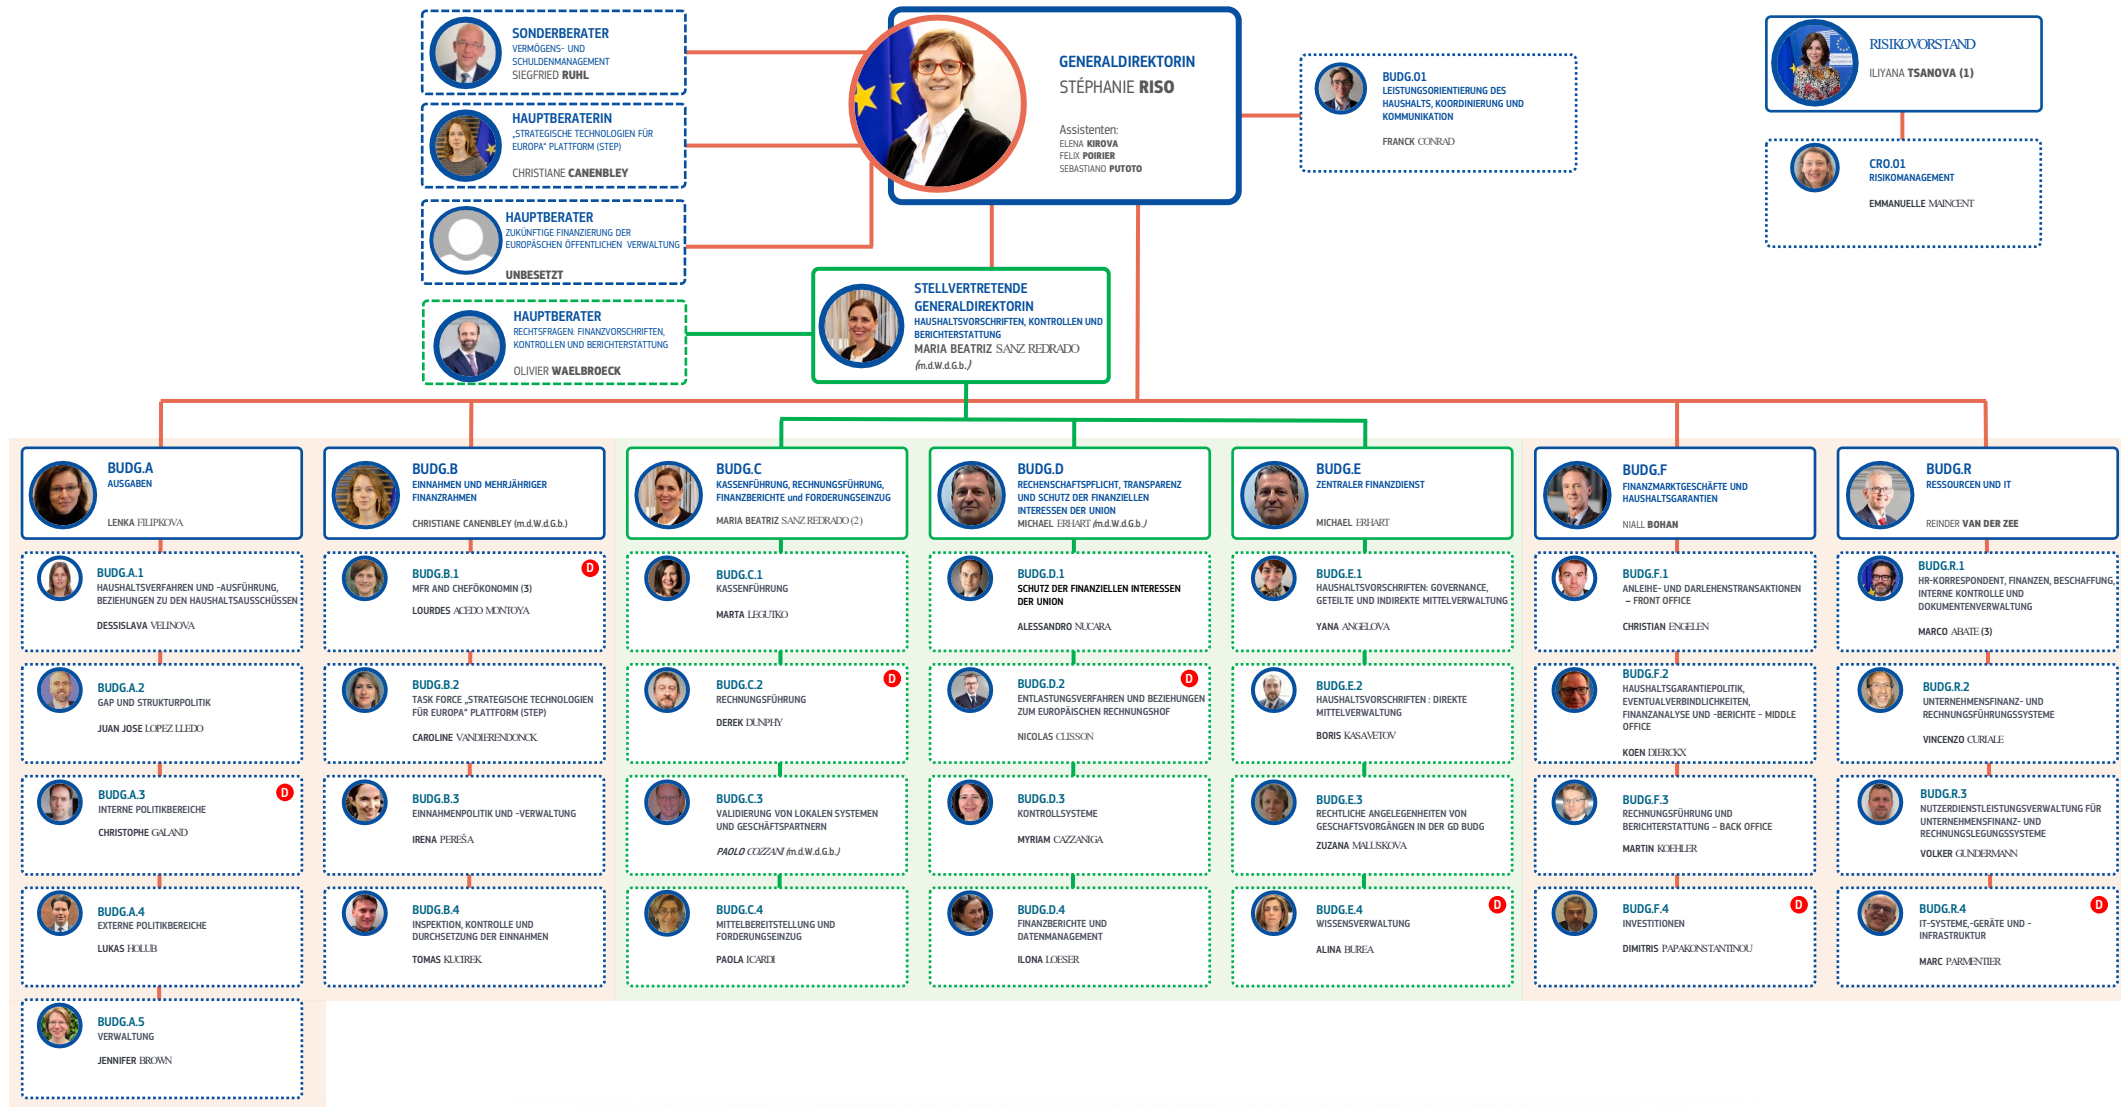 SONDERBERATER
VERMÖGENS- UND
SCHULDENMANAGEMENT
SIEGFRIED RUHL
HAUPTBERATERIN
„STRATEGISCHE TECHNOLOGIEN FÜR
EUROPA“ PLATTFORM (STEP)
CHRISTIANE CANENBLEY
HAUPTBERATER
ZUKÜNFTIGE FINANZIERUNG DER
EUROPÄSCHEN ÖFFENTLICHEN VERWALTUNG
UNBESETZT
HAUPTBERATER
RECHTSFRAGEN: FINANZVORSCHRIFTEN,
KONTROLLEN UND BERICHTERSTATTUNG
OLIVIER WAELBROECK
GENERALDIREKTORIN
STÉPHANIE RISO
Assistenten:
ELENA KIROVA
FELIX POIRIER
SEBASTIANO PUTOTO
BUDG.01
LEISTUNGSORIENTIERUNG DES
HAUSHALTS, KOORDINIERUNG UND
KOMMUNIKATION
FRANCK CONRAD
RISIKOVORSTAND
ILIYANA TSANOVA (1)
CRO.01
RISIKOMANAGEMENT
EMMANUELLE MAINCENT
STELLVERTRETENDE
GENERALDIREKTORIN
HAUSHALTSVORSCHRIFTEN, KONTROLLEN UND
BERICHTERSTATTUNG
MARIA BEATRIZ SANZ REDRADO
(m.d.W.d.G.b.)
BUDG.A
AUSGABEN
LENKA FILIPKOVA
BUDG.A.1
HAUSHALTSVERFAHREN UND -AUSFÜHRUNG,
BEZIEHUNGEN ZU DEN HAUSHALTSAUSSCHÜSSEN
DESSISLAVA VELINOVA
BUDG.A.2
GAP UND STRUKTURPOLITIK
JUAN JOSE LOPEZ LLEDO
BUDG.A.3
D
INTERNE POLITIKBEREICHE
CHRISTOPHE GALAND
BUDG.A.4
EXTERNE POLITIKBEREICHE
LUKAS HOLUB
BUDG.A.5
VERWALTUNG
JENNIFER BROWN
BUDG.B
EINNAHMEN UND MEHRJÄHRIGER
FINANZRAHMEN
CHRISTIANE CANENBLEY (m.d.W.d.G.b.)
BUDG.B.1
D
MFR AND CHEFÖKONOMIN (3)
LOURDES ACEDO MONTOYA
BUDG.B.2
TASK FORCE „STRATEGISCHE TECHNOLOGIEN
FÜR EUROPA“ PLATTFORM (STEP)
CAROLINE VANDIERENDONCK
BUDG.B.3
EINNAHMENPOLITIK UND -VERWALTUNG
IRENA PEREŠA
BUDG.B.4
INSPEKTION, KONTROLLE UND
DURCHSETZUNG DER EINNAHMEN
TOMAS KUCIREK
BUDG.C
KASSENFÜHRUNG, RECHNUNGSFÜHRUNG,
FINANZBERICHTE und FORDERUNGSEINZUG
MARIA BEATRIZ SANZ REDRADO (2)
BUDG.C.1
KASSENFÜHRUNG
MARTA LEGUTKO
BUDG.C.2
D
RECHNUNGSFÜHRUNG
DEREK DUNPHY
BUDG.C.3
VALIDIERUNG VON LOKALEN SYSTEMEN
UND GESCHÄFTSPARTNERN
PAOLO COZZANI (m.d.W.d.G.b.)
BUDG.C.4
MITTELBEREITSTELLUNG UND
FORDERUNGSEINZUG
PAOLA ICARDI
BUDG.D
RECHENSCHAFTSPFLICHT, TRANSPARENZ
UND SCHUTZ DER FINANZIELLEN
INTERESSEN DER UNION
MICHAEL ERHART (m.d.W.d.G.b.)
BUDG.D.1
SCHUTZ DER FINANZIELLEN INTERESSEN
DER UNION
ALESSANDRO NUCARA
BUDG.D.2
D
ENTLASTUNGSVERFAHREN UND BEZIEHUNGEN
ZUM EUROPÄISCHEN RECHNUNGSHOF
NICOLAS CLISSON
BUDG.D.3
KONTROLLSYSTEME
MYRIAM CAZZANIGA
BUDG.D.4
FINANZBERICHTE UND
DATENMANAGEMENT
ILONA LOESER
BUDG.E
ZENTRALER FINANZDIENST
MICHAEL ERHART
BUDG.E.1
HAUSHALTSVORSCHRIFTEN: GOVERNANCE,
GETEILTE UND INDIREKTE MITTELVERWALTUNG
YANA ANGELOVA
BUDG.E.2
HAUSHALTSVORSCHRIFTEN : DIREKTE
MITTELVERWALTUNG
BORIS KASAVETOV
BUDG.E.3
RECHTLICHE ANGELEGENHEITEN VON
GESCHAFTSVORGÄNGEN IN DER GD BUDG
ZUZANA MALUSKOVA
BUDG.E.4
D
WISSENSVERWALTUNG
ALINA BUREA
BUDG.F
FINANZMARKTGESCHÄFTE UND
HAUSHALTSGARANTIEN
NIALL BOHAN
BUDG.F.1
ANLEIHE- UND DARLEHENSTRANSAKTIONEN
– FRONT OFFICE
CHRISTIAN ENGELEN
BUDG.F.2
HAUSHALTSGARANTIEPOLITIK,
EVENTUALVERBINDLICHKEITEN,
FINANZANALYSE UND -BERICHTE - MIDDLE
OFFICE
KOEN DIERCKX
BUDG.F.3
RECHNUNGSFÜHRUNG UND
BERICHTERSTATTUNG – BACK OFFICE
MARTIN KOEHLER
BUDG.F.4
D
INVESTITIONEN
DIMITRIS PAPAKONSTANTINOU
BUDG.R
RESSOURCEN UND IT
REINDER VAN DER ZEE
BUDG.R.1
HR-KORRESPONDENT, FINANZEN, BESCHAFFUNG,
INTERNE KONTROLLE UND
DOKUMENTENVERWALTUNG
MARCO ABATE (3)
BUDG.R.2
UNTERNEHMENSFINANZ- UND
RECHNUNGSFÜHRUNGSSYSTEME
VINCENZO CURIALE
BUDG.R.3
NUTZERDIENSTLEISTUNGSVERWALTUNG FÜR
UNTERNEHMENSFINANZ- UND
RECHNUNGSLEGUNGSSYSTEME
VOLKER GUNDERMANN
BUDG.R.4
D
IT-SYSTEME,-GERÄTE UND -
INFRASTRUKTUR
MARC PARMENTIER